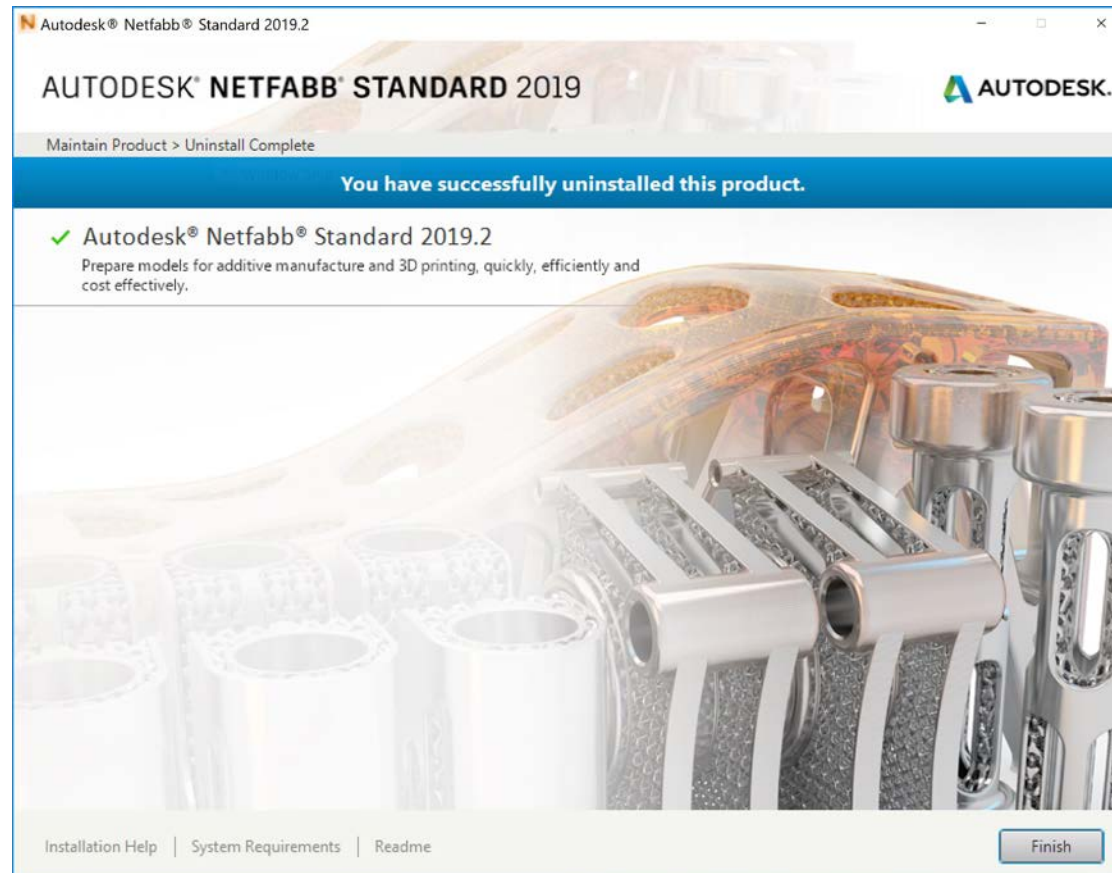 Autodesk® Netfabb® Standard 2019.2
AUTODESK® NETFABB® STANDARD 2019
AUTODESK.
Maintain Product > Uninstall Complete
You have successfully uninstalled this product.
Autodesk® Netfabb® Standard 2019.2
Prepare models for additive manufacture and 3D printing, quickly, efficiently and
cost effectively.
Installation Help | System Requirements | Readme
Finish